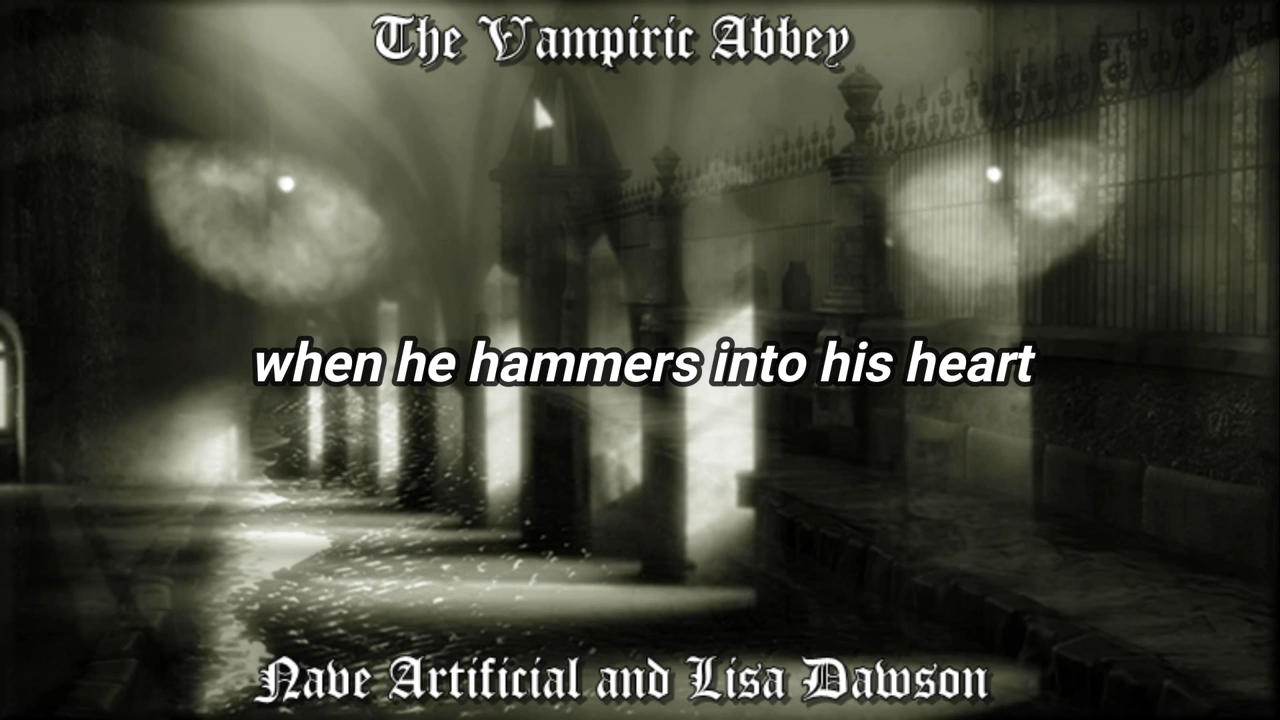 The Vampiric Abbey
when he hammers into his heart
Nave Artificial and Lisa Dawson